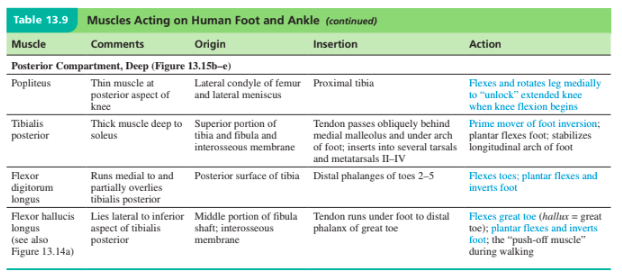 Table 13.9 Muscles Acting on Human Foot and Ankle (continued)
Muscle Comments Origin Insertion Action
Posterior Compartment, Deep (Figure 13.15b–e)
Popliteus Thin muscle at Lateral condyle of femur Proximal tibia Flexes and rotates leg medially
posterior aspect of and lateral meniscus to “unlock” extended knee
knee when knee flexion begins
Tibialis Thick muscle deep to Superior portion of Tendon passes obliquely behind Prime mover of foot inversion;
posterior soleus tibia and fibula and medial malleolus and under arch plantar flexes foot; stabilizes
interosseous membrane of foot; inserts into several tarsals longitudinal arch of foot
and metatarsals II–IV
Flexor Runs medial to and Posterior surface of tibia Distal phalanges of toes 2–5 Flexes toes; plantar flexes and
digitorum partially overlies inverts foot
longus tibialis posterior
Flexor hallucis Lies lateral to inferior Middle portion of fibula Tendon runs under foot to distal Flexes great toe (hallux = great
longus aspect of tibialis shaft; interosseous phalanx of great toe toe); plantar flexes and inverts
(see also posterior membrane foot; the “push-off muscle”
Figure 13.14a) during walking